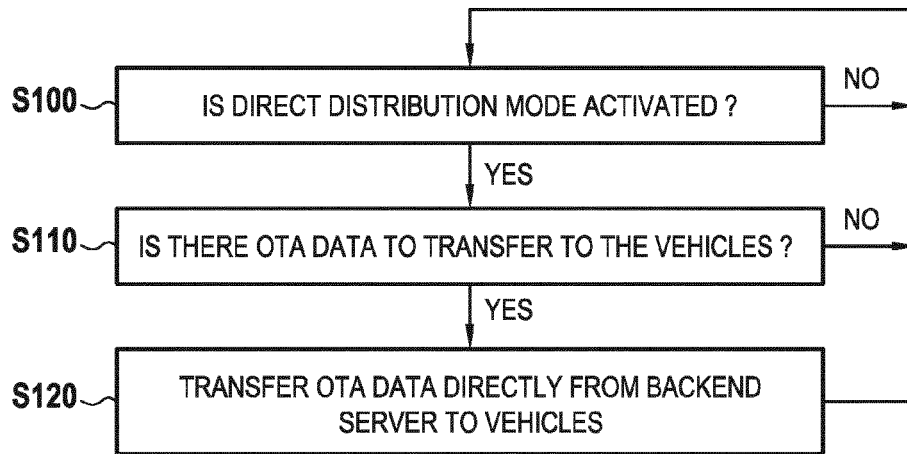 S100
IS DIRECT DISTRIBUTION MODE ACTIVATED ?
NO
YES
S110
IS THERE OTA DATA TO TRANSFER TO THE VEHICLES ?
NO
YES
S120
TRANSFER OTA DATA DIRECTLY FROM BACKEND
SERVER TO VEHICLES